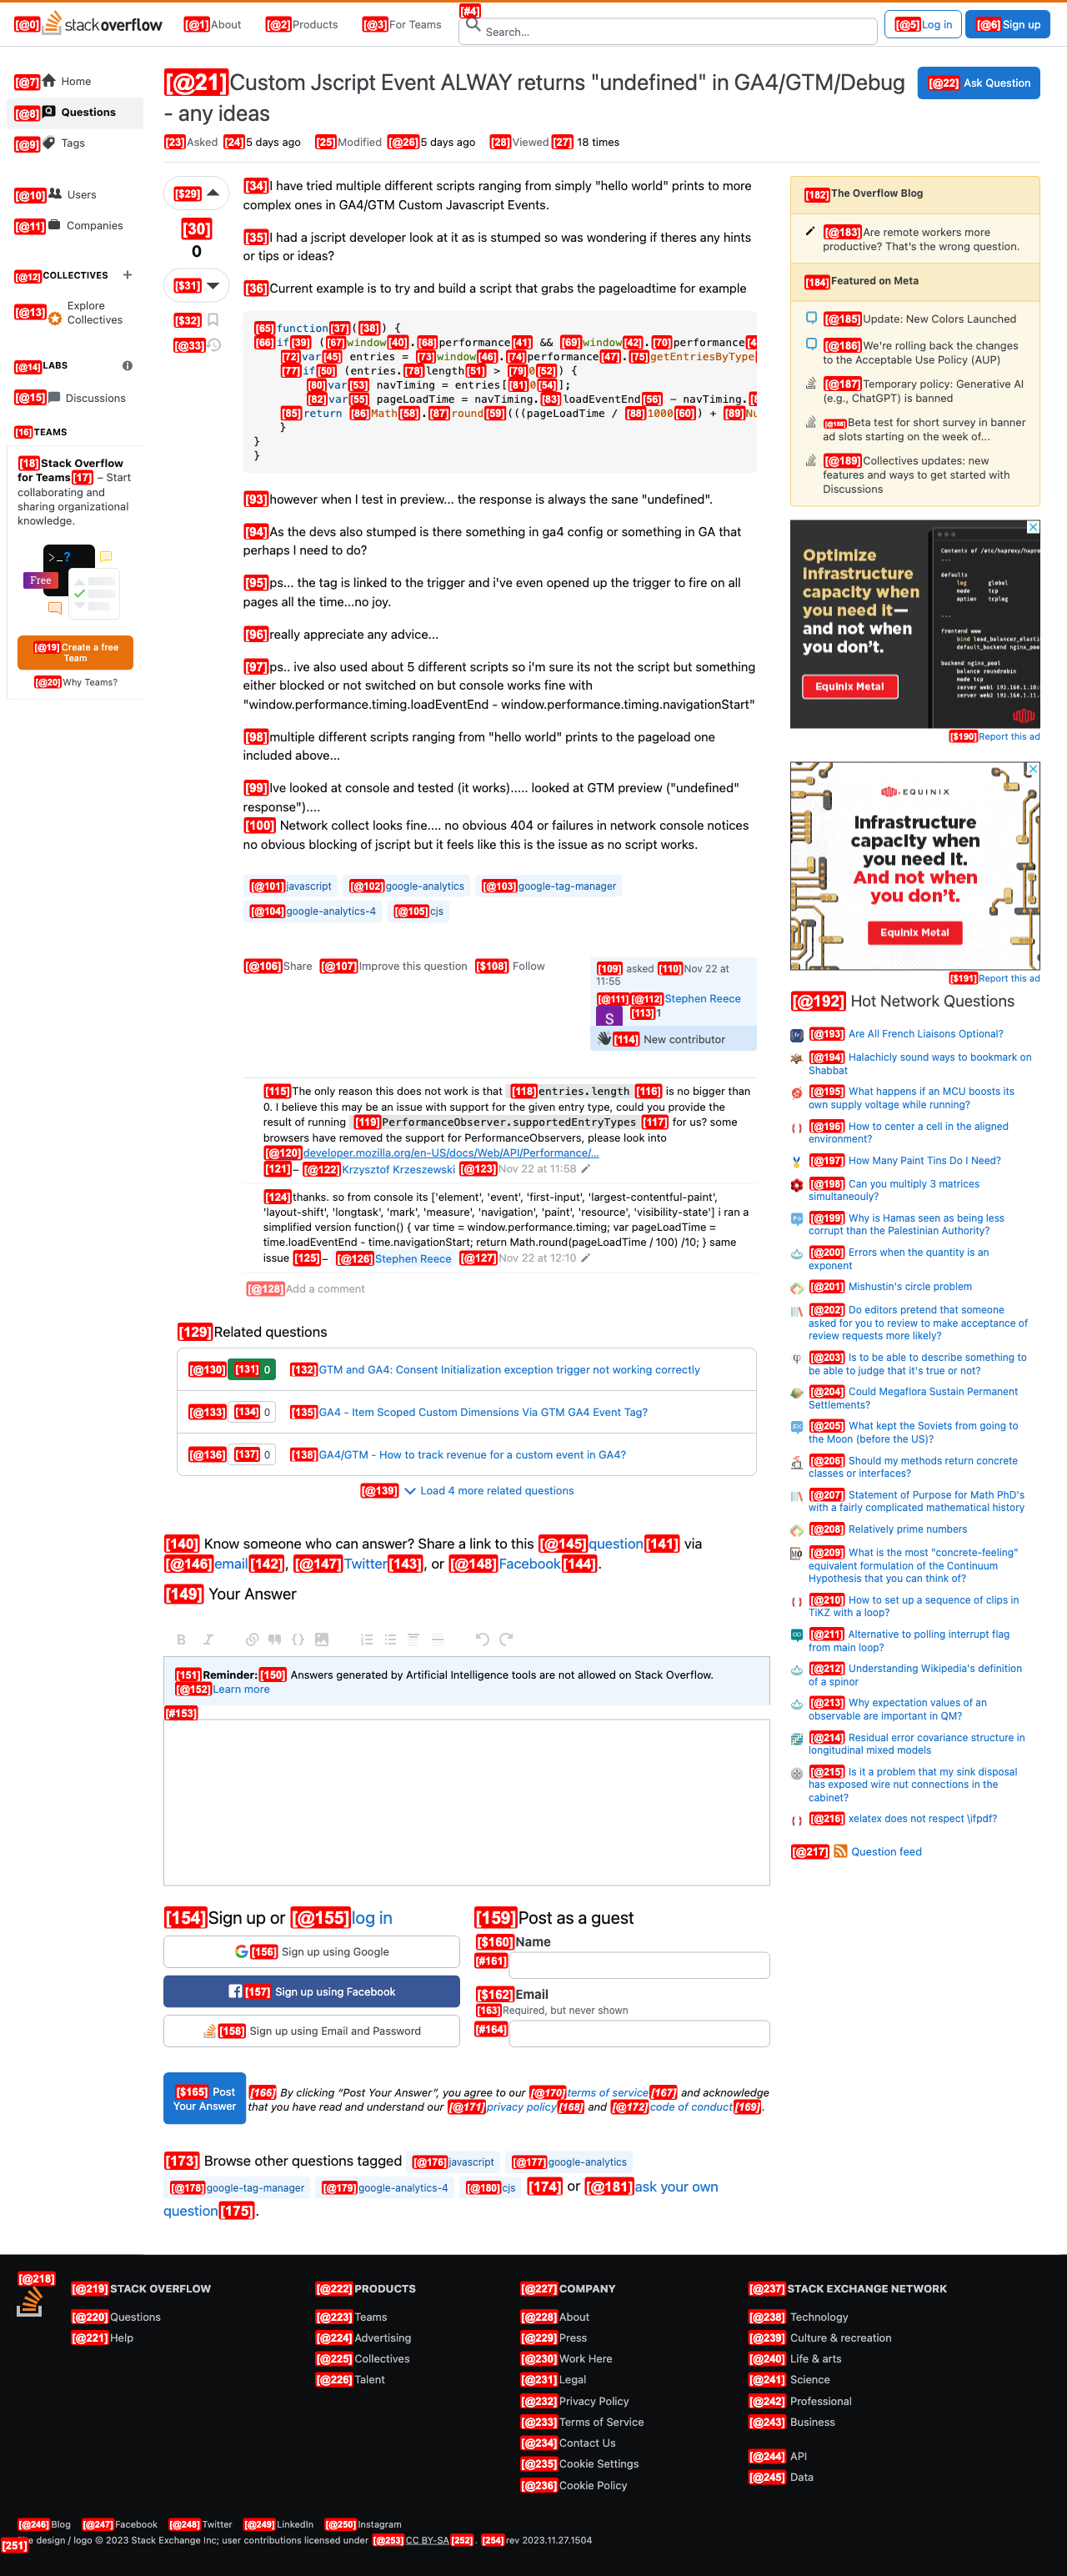 [@0] stackoverflow [@1]About [@2]Products [@3]For Teams [#4] Search... [@5]Log in [@6]Sign up
[@7] Home
[@8] Questions
[@9] Tags
[@10] Users
[@11] Companies
[@12]COLLECTIVES
[@13] Explore
Collectives
[@14]LABS
[@15] Discussions
[16]TEAMS
[18]Stack Overflow
for Teams[17] – Start
collaborating and
sharing organizational
knowledge.
>_?
Free
[@19]Create a free
Team
[@20]Why Teams?
[@21]Custom Jscript Event ALWAY returns "undefined" in GA4/GTM/Debug
- any ideas
[@22] Ask Question
[23]Asked [24]5 days ago [25]Modified [@26]5 days ago [28]Viewed[27] 18 times
[$29]
[30]
0
[$31]
[$32]
[@33]
[34]I have tried multiple different scripts ranging from simply "hello world" prints to more
complex ones in GA4/GTM Custom Javascript Events.
[35]I had a jscript developer look at it as is stumped so was wondering if theres any hints
or tips or ideas?
[36]Current example is to try and build a script that grabs the pageloadtime for example
[65]function[37]([38]) {
[66]if[39] ([67]window[40].[68]performance[41] && [69]window[42].[70]performance[4
[72]var[45] entries = [73]window[46].[74]performance[47].[75]getEntriesByType[
[77]if[50] (entries.[78]length[51] > [79]0[52]) {
[80]var[53] navTiming = entries[[81]0[54]];
[82]var[55] pageLoadTime = navTiming.[83]loadEventEnd[56] - navTiming.[8
[85]return [86]Math[58].[87]round[59](((pageLoadTime / [88]1000[60]) + [89]Nu
}
}
}
[93]however when I test in preview... the response is always the sane "undefined".
[94]As the devs also stumped is there something in ga4 config or something in GA that
perhaps I need to do?
[95]ps... the tag is linked to the trigger and i've even opened up the trigger to fire on all
pages all the time...no joy.
[96]really appreciate any advice...
[97]ps.. ive also used about 5 different scripts so i'm sure its not the script but something
either blocked or not switched on but console works fine with
"window.performance.timing.loadEventEnd - window.performance.timing.navigationStart"
[98]multiple different scripts ranging from "hello world" prints to the pageload one
included above...
[99]Ive looked at console and tested (it works)..... looked at GTM preview ("undefined"
response")....
[100] Network collect looks fine.... no obvious 404 or failures in network console notices
no obvious blocking of jscript but it feels like this is the issue as no script works.
[@101]javascript [@102]google-analytics [@103]google-tag-manager
[@104]google-analytics-4 [@105]cjs
[@106]Share [@107]Improve this question [$108] Follow
[109] asked [110]Nov 22 at
11:55
[@111][@112]Stephen Reece
S [113]1
[114] New contributor
[115]The only reason this does not work is that [118]entries.length [116] is no bigger than
0. I believe this may be an issue with support for the given entry type, could you provide the
result of running [119]PerformanceObserver.supportedEntryTypes [117] for us? some
browsers have removed the support for PerformanceObservers, please look into
[@120]developer.mozilla.org/en-US/docs/Web/API/Performance/...
[121]– [@122]Krzysztof Krzeszewski [@123]Nov 22 at 11:58
[124]thanks. so from console its ['element', 'event', 'first-input', 'largest-contentful-paint',
'layout-shift', 'longtask', 'mark', 'measure', 'navigation', 'paint', 'resource', 'visibility-state'] i ran a
simplified version function() { var time = window.performance.timing; var pageLoadTime =
time.loadEventEnd - time.navigationStart; return Math.round(pageLoadTime / 100) /10; } same
issue [125]– [@126]Stephen Reece [@127]Nov 22 at 12:10
[@128]Add a comment
[129]Related questions
[@130] [131] 0 [132]GTM and GA4: Consent Initialization exception trigger not working correctly
[@133] [134] 0 [135]GA4 - Item Scoped Custom Dimensions Via GTM GA4 Event Tag?
[@136] [137] 0 [138]GA4/GTM - How to track revenue for a custom event in GA4?
[@139] Load 4 more related questions
[140] Know someone who can answer? Share a link to this [@145]question[141] via
[@146]email[142], [@147]Twitter[143], or [@148]Facebook[144].
[149] Your Answer
B I
[151]Reminder:[150] Answers generated by Artificial Intelligence tools are not allowed on Stack Overflow.
[@152]Learn more
[#153]
[154]Sign up or [@155]log in
[156] Sign up using Google
[157] Sign up using Facebook
[158] Sign up using Email and Password
[159]Post as a guest
[$160]Name
[#161]
[$162]Email
[163]Required, but never shown
[#164]
[$165] Post
Your Answer
[166] By clicking “Post Your Answer”, you agree to our [@170]terms of service[167] and acknowledge
that you have read and understand our [@171]privacy policy[168] and [@172]code of conduct[169].
[173] Browse other questions tagged [@176]javascript [@177]google-analytics
[@178]google-tag-manager [@179]google-analytics-4 [@180]cjs [174] or [@181]ask your own
question[175].
[182]The Overflow Blog
[@183]Are remote workers more
productive? That's the wrong question.
[184]Featured on Meta
[@185]Update: New Colors Launched
[@186]We're rolling back the changes
to the Acceptable Use Policy (AUP)
[@187]Temporary policy: Generative AI
(e.g., ChatGPT) is banned
[@188]Beta test for short survey in banner
ad slots starting on the week of...
[@189]Collectives updates: new
features and ways to get started with
Discussions
Optimize
infrastructure
capacity when
you need it—
and not when
you don't.
Equinix Metal
[$190]Report this ad
EQUINIX
Infrastructure
capacity when
you need it.
And not when
you don't.
Equinix Metal
[$191]Report this ad
[@192] Hot Network Questions
[@193] Are All French Liaisons Optional?
[@194] Halachicly sound ways to bookmark on
Shabbat
[@195] What happens if an MCU boosts its
own supply voltage while running?
[@196] How to center a cell in the aligned
environment?
[@197] How Many Paint Tins Do I Need?
[@198] Can you multiply 3 matrices
simultaneouly?
[@199] Why is Hamas seen as being less
corrupt than the Palestinian Authority?
[@200] Errors when the quantity is an
exponent
[@201] Mishustin's circle problem
[@202] Do editors pretend that someone
asked for you to review to make acceptance of
review requests more likely?
[@203] Is to be able to describe something to
be able to judge that it's true or not?
[@204] Could Megaflora Sustain Permanent
Settlements?
[@205] What kept the Soviets from going to
the Moon (before the US)?
[@206] Should my methods return concrete
classes or interfaces?
[@207] Statement of Purpose for Math PhD's
with a fairly complicated mathematical history
[@208] Relatively prime numbers
[@209] What is the most "concrete-feeling"
equivalent formulation of the Continuum
Hypothesis that you can think of?
[@210] How to set up a sequence of clips in
TiKZ with a loop?
[@211] Alternative to polling interrupt flag
from main loop?
[@212] Understanding Wikipedia's definition
of a spinor
[@213] Why expectation values of an
observable are important in QM?
[@214] Residual error covariance structure in
longitudinal mixed models
[@215] Is it a problem that my sink disposal
has exposed wire nut connections in the
cabinet?
[@216] xelatex does not respect \ifpdf?
[@217] Question feed
[@218]
[@219]STACK OVERFLOW
[@220]Questions
[@221]Help
[@222]PRODUCTS
[@223]Teams
[@224]Advertising
[@225]Collectives
[@226]Talent
[@227]COMPANY
[@228]About
[@229]Press
[@230]Work Here
[@231]Legal
[@232]Privacy Policy
[@233]Terms of Service
[@234]Contact Us
[@235]Cookie Settings
[@236]Cookie Policy
[@237]STACK EXCHANGE NETWORK
[@238] Technology
[@239] Culture & recreation
[@240] Life & arts
[@241] Science
[@242] Professional
[@243] Business
[@244] API
[@245] Data
[@246]Blog [@247]Facebook [@248]Twitter [@249]LinkedIn [@250]Instagram
[251] design / logo © 2023 Stack Exchange Inc; user contributions licensed under [@253]CC BY-SA[252] . [254]rev 2023.11.27.1504